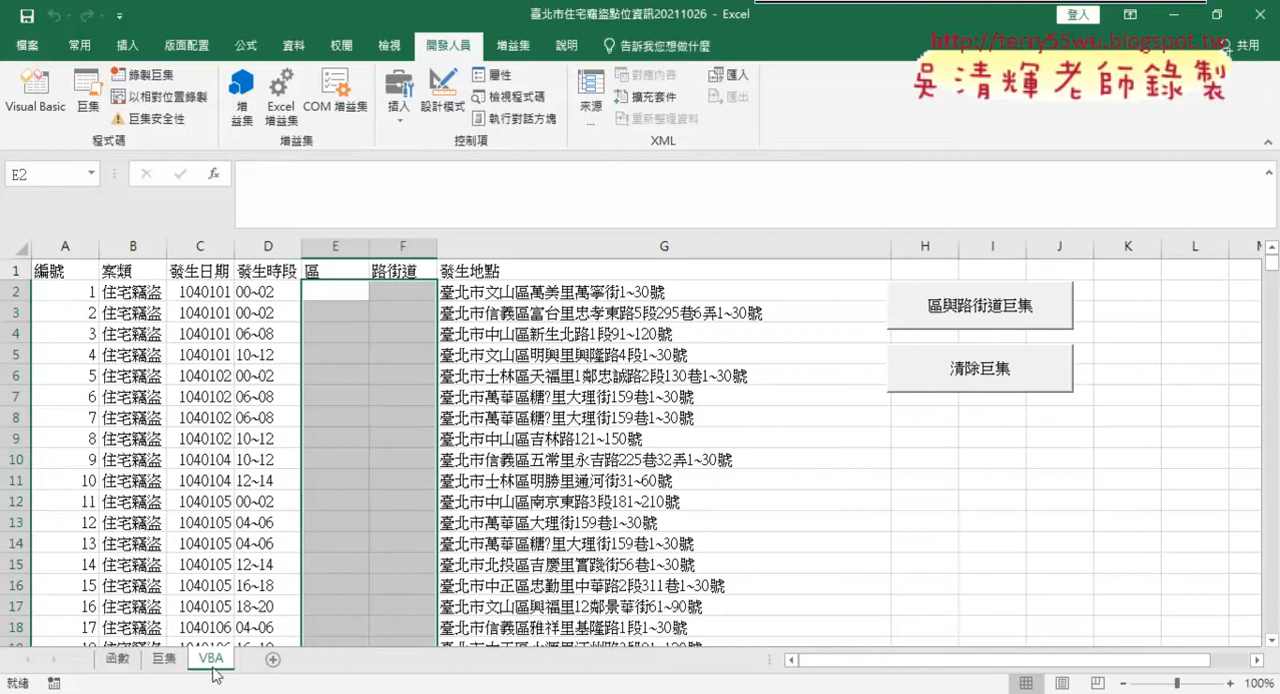 臺北市住宅竊盜點位資訊20211026 - Excel
登入
檔案 常用 插入 版面配置 公式 資料 校閱 檢視 開發人員 增益集 說明 告訴我您想做什麼 共用
http://terry55wu.blogspot.tw
吳清輝老師錄製
Visual Basic 巨集 錄製巨集 以相對位置錄製 巨集安全性
增益集 Excel 增益集 COM 增益集
插入 設計模式 屬性 檢視程式碼 執行對話方塊
來源... 對應內容 擴充套件 重新整理資料 匯入 匯出
程式碼 增益集 控制項 XML
E2 fx
A B C D E F G H I J K L
1 編號 案類 發生日期 發生時段 區 路街道 發生地點
2 1 住宅竊盜 1040101 00~02 臺北市文山區萬美里萬寧街1~30號
3 2 住宅竊盜 1040101 00~02 臺北市信義區富台里忠孝東路5段295巷6弄1~30號
4 3 住宅竊盜 1040101 06~08 臺北市中山區新生北路1段91~120號
5 4 住宅竊盜 1040101 10~12 臺北市文山區明興里興隆路4段1~30號
6 5 住宅竊盜 1040102 00~02 臺北市士林區天福里1鄰忠誠路2段130巷1~30號
7 6 住宅竊盜 1040102 06~08 臺北市萬華區糖?里大理街159巷1~30號
8 7 住宅竊盜 1040102 06~08 臺北市萬華區糖?里大理街159巷1~30號
9 8 住宅竊盜 1040102 10~12 臺北市中山區吉林路121~150號
10 9 住宅竊盜 1040104 10~12 臺北市信義區五常里永吉路225巷32弄1~30號
11 10 住宅竊盜 1040104 12~14 臺北市士林區明勝里通河街31~60號
12 11 住宅竊盜 1040105 00~02 臺北市中山區南京東路3段181~210號
13 12 住宅竊盜 1040105 04~06 臺北市萬華區大理街159巷1~30號
14 13 住宅竊盜 1040105 04~06 臺北市萬華區糖?里大理街159巷1~30號
15 14 住宅竊盜 1040105 12~14 臺北市北投區吉慶里實踐街56巷1~30號
16 15 住宅竊盜 1040105 16~18 臺北市中正區忠勤里中華路2段311巷1~30號
17 16 住宅竊盜 1040105 18~20 臺北市文山區興福里12鄰景華街61~90號
18 17 住宅竊盜 1040106 04~06 臺北市信義區雅祥里基隆路1段1~30號
區與路街道巨集
清除巨集
函數 巨集 VBA
就緒 100%